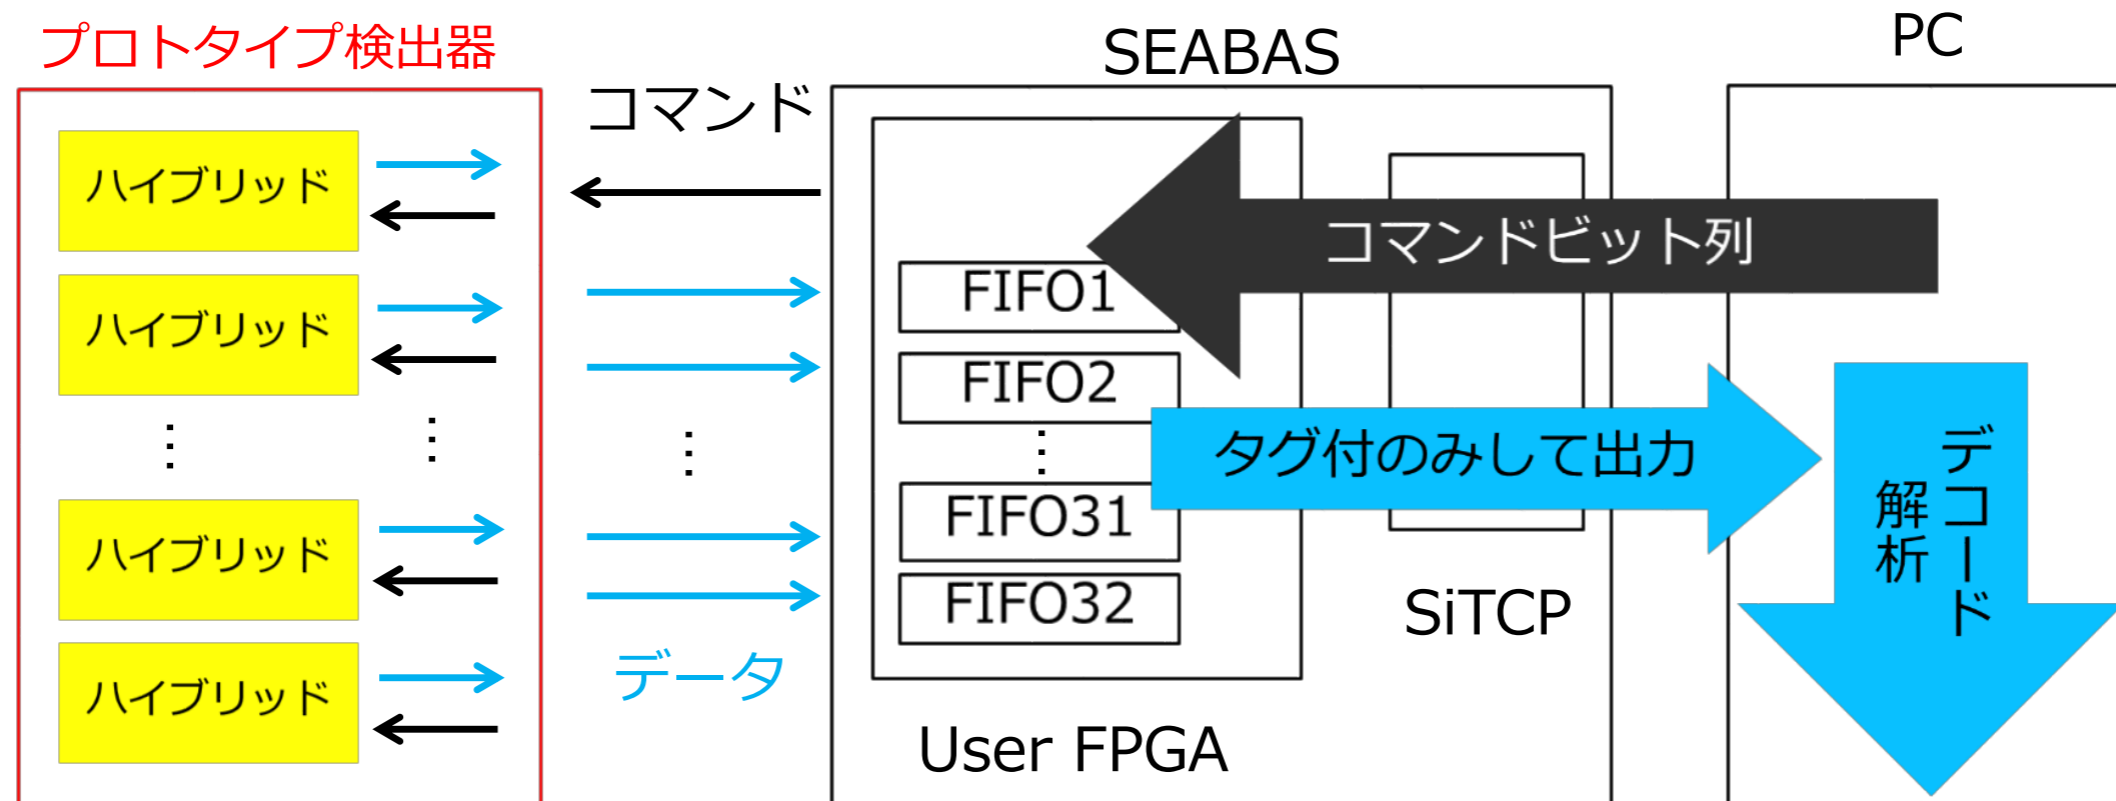 プロトタイプ検出器
ハイブリッド
ハイブリッド
⋮
⋮
ハイブリッド
ハイブリッド
コマンド
⋮
データ
SEABAS
FIFO1
FIFO2
⋮
FIFO31
FIFO32
User FPGA
SiTCP
コマンドビット列
タグ付のみして出力
PC
デコード
解析